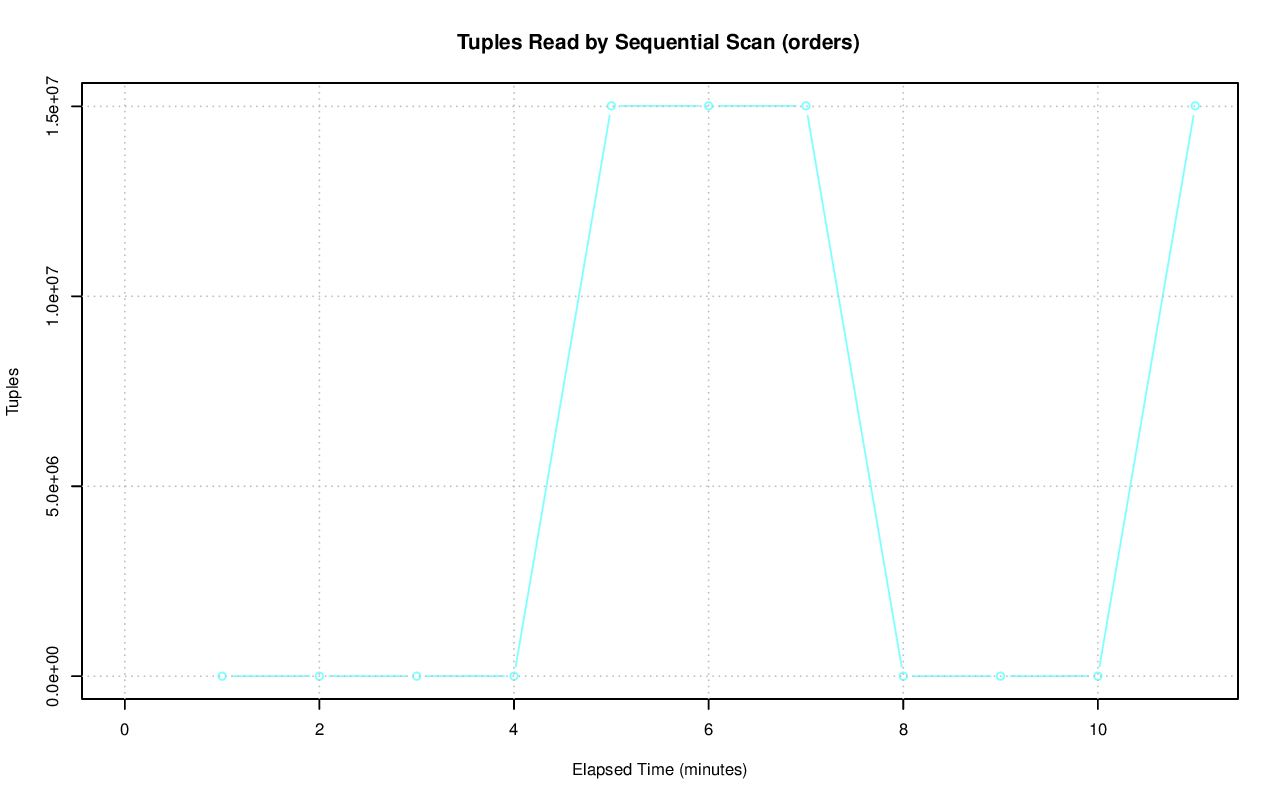 Tuples Read by Sequential Scan (orders)
1.5e+07
1.0e+07
5.0e+06
0.0e+00
Tuples
0 2 4 6 8 10
Elapsed Time (minutes)